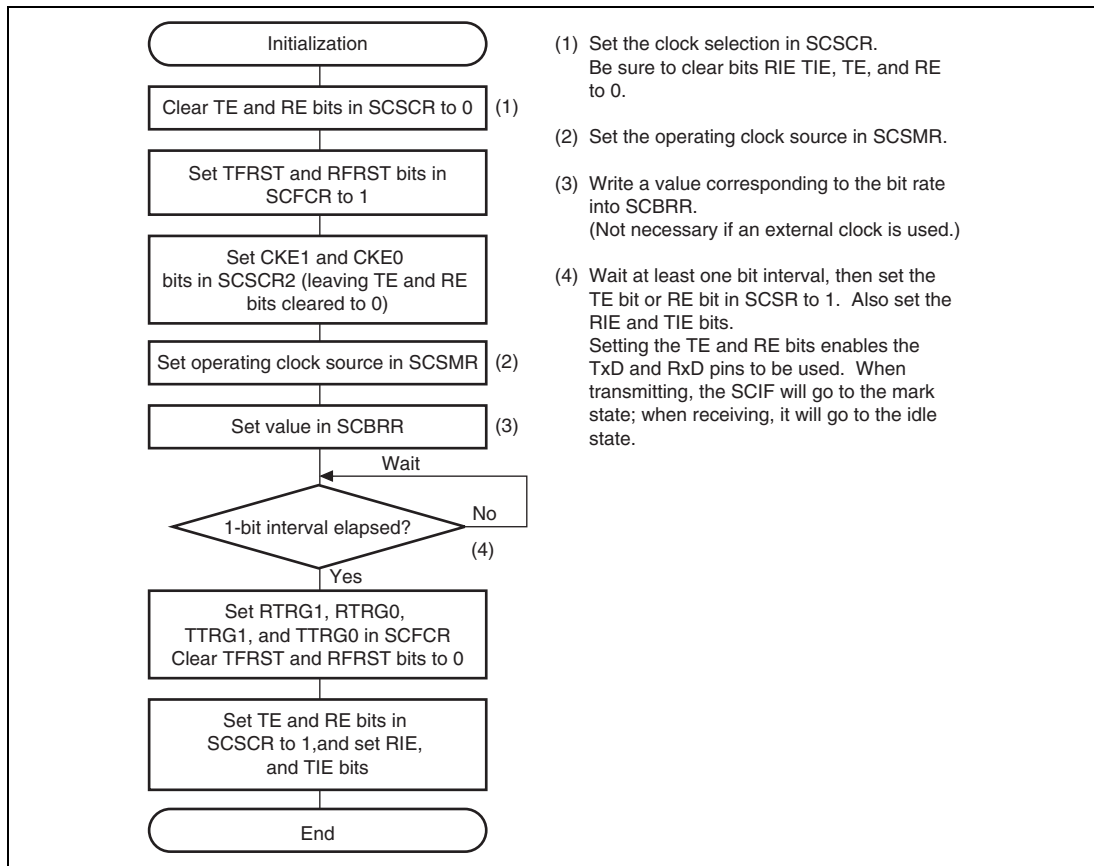 Initialization
Clear TE and RE bits in SCSCR to 0
(1)
Set TFRST and RFRST bits in
SCFCR to 1
Set CKE1 and CKE0
bits in SCSCR2 (leaving TE and RE
bits cleared to 0)
Set operating clock source in SCSMR
(2)
Set value in SCBRR
(3)
Wait
1-bit interval elapsed?
No
(4)
Yes
Set RTRG1, RTRG0,
TTRG1, and TTRG0 in SCFCR
Clear TFRST and RFRST bits to 0
Set TE and RE bits in
SCSCR to 1,and set RIE,
and TIE bits
End
(1) Set the clock selection in SCSCR.
Be sure to clear bits RIE TIE, TE, and RE
to 0.
(2) Set the operating clock source in SCSMR.
(3) Write a value corresponding to the bit rate
into SCBRR.
(Not necessary if an external clock is used.)
(4) Wait at least one bit interval, then set the
TE bit or RE bit in SCSR to 1. Also set the
RIE and TIE bits.
Setting the TE and RE bits enables the
TxD and RxD pins to be used. When
transmitting, the SCIF will go to the mark
state; when receiving, it will go to the idle
state.